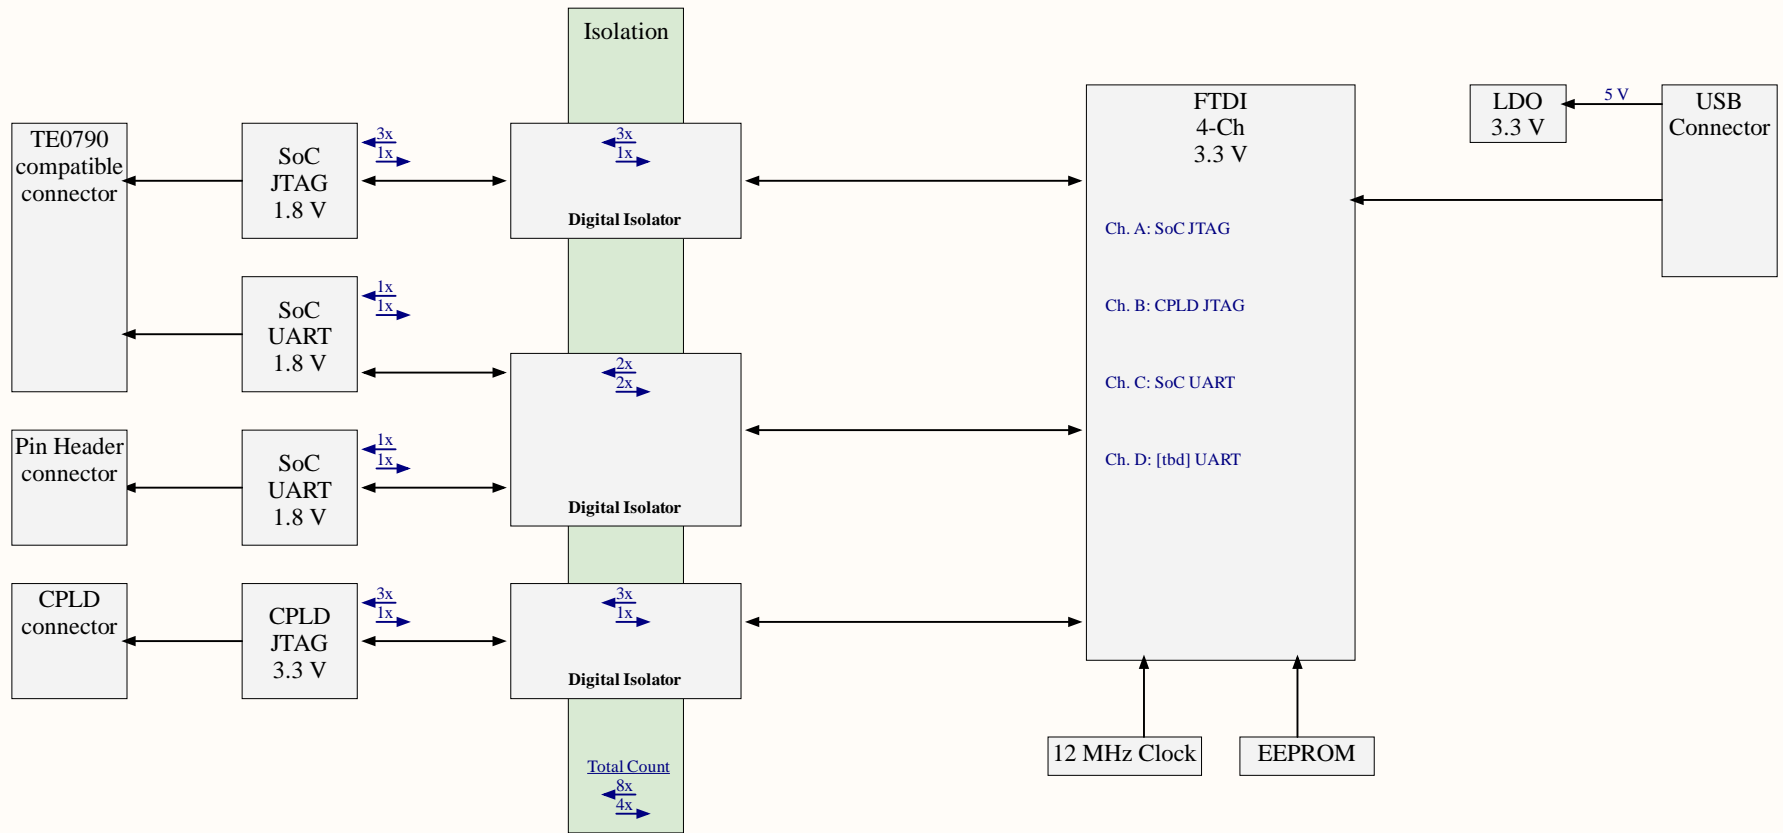 Isolation
TE0790
compatible
connector
SoC
JTAG
1.8 V
3x
1x
3x
1x
Digital Isolator
SoC
UART
1.8 V
1x
1x
2x
2x
Digital Isolator
Pin Header
connector
SoC
UART
1.8 V
1x
1x
CPLD
connector
CPLD
JTAG
3.3 V
3x
1x
3x
1x
Digital Isolator
Total Count
8x
4x
FTDI
4-Ch
3.3 V
Ch. A: SoC JTAG
Ch. B: CPLD JTAG
Ch. C: SoC UART
Ch. D: [tbd] UART
12 MHz Clock
EEPROM
LDO
3.3 V
5 V
USB
Connector